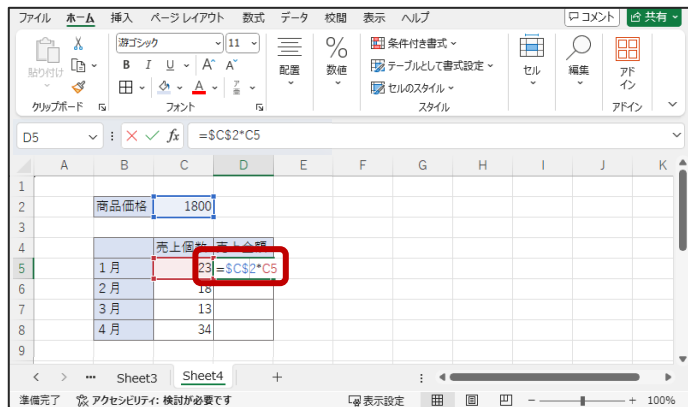 ファイル ホーム 挿入 ページ レイアウト 数式 データ 校閲 表示 ヘルプ コメント 共有
貼り付け 游ゴシック 11 B I U A A A 配置 % 数値 条件付き書式 テーブルとして書式設定 セルのスタイル セル 編集 アドイン
クリップボード フォント スタイル アドイン
D5 fx =$C$2*C5
A B C D E F G H I J K
1
2 商品価格 1800
3
4 売上個数 売上金額
5 1月 23 =$C$2*C5
6 2月 18
7 3月 13
8 4月 34
9
Sheet3 Sheet4 +
準備完了 アクセシビリティ: 検討が必要です 表示設定 - + 100%